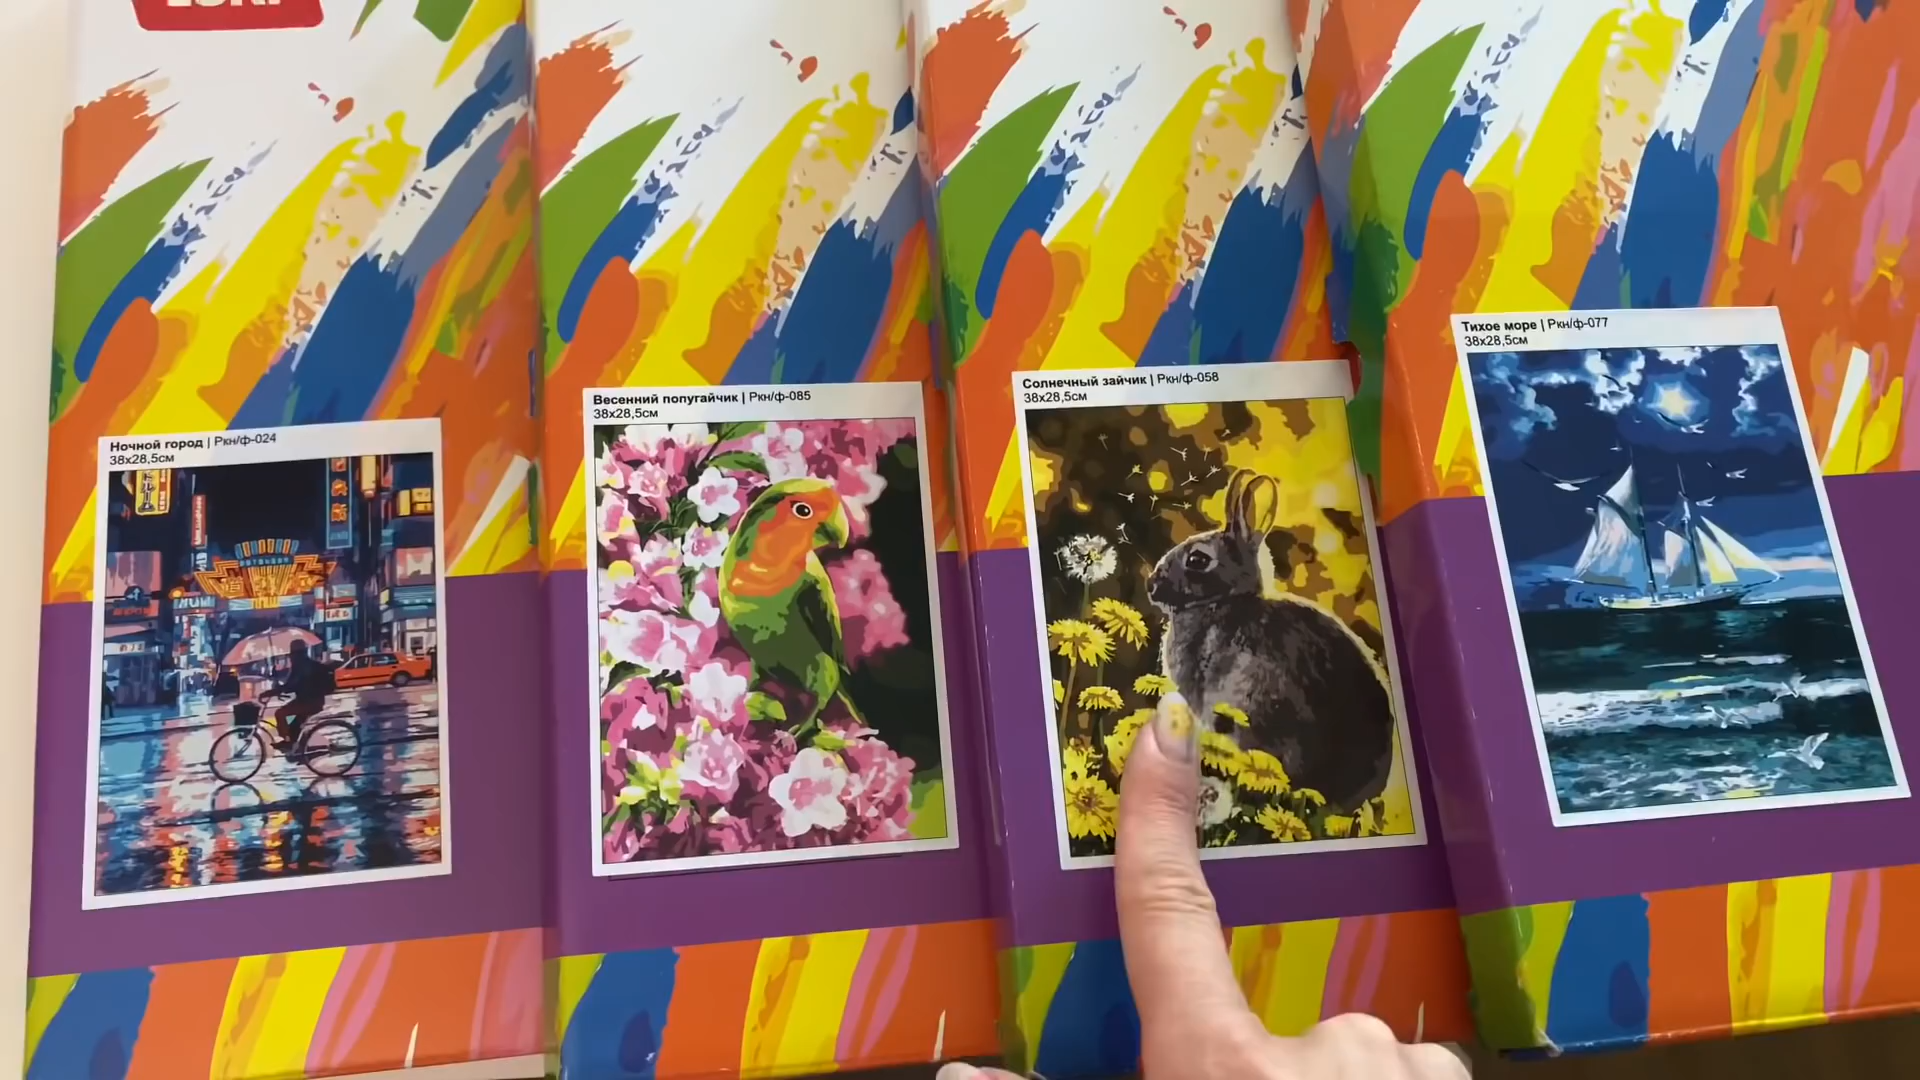 LORI
Ночной город | Ркн/ф-024
38х28,5см
Весенний попугайчик | Ркн/ф-085
38х28,5см
Солнечный зайчик | Ркн/ф-058
38х28,5см
Тихое море | Ркн/ф-077
38х28,5см